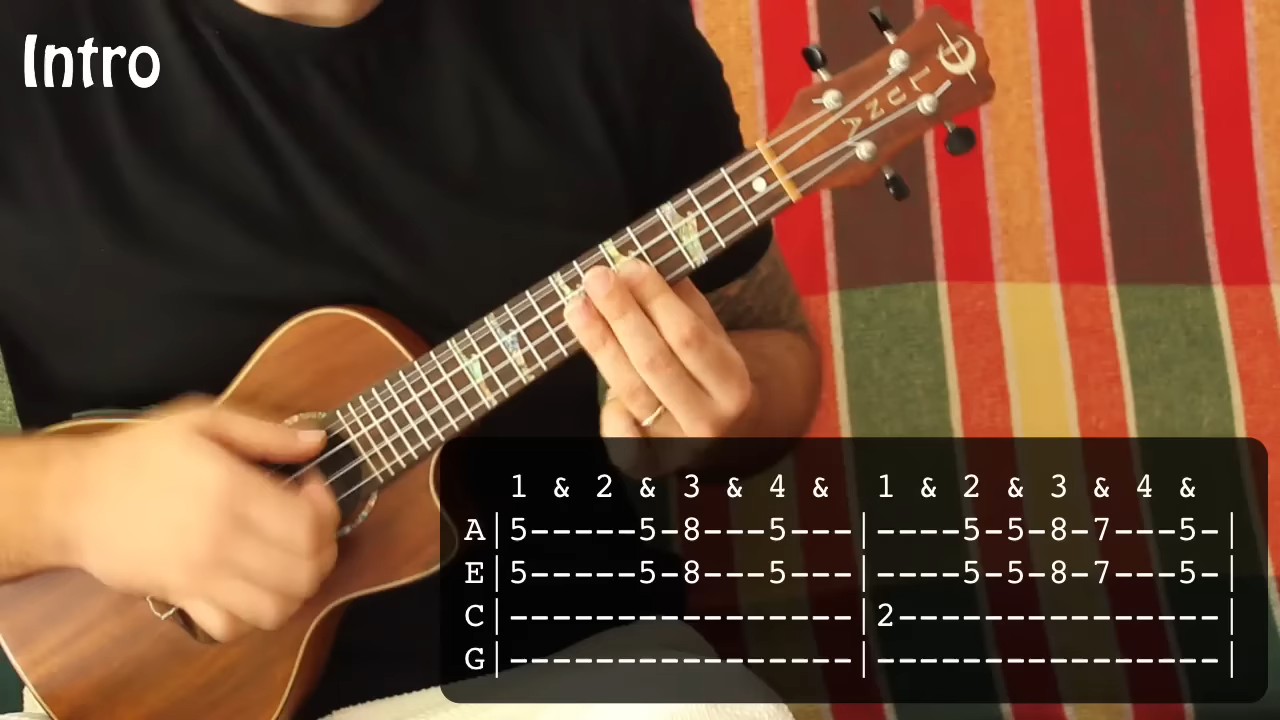 Intro
LUNA
1 & 2 & 3 & 4 & 1 & 2 & 3 & 4 &
A|5-----5-8---5---|----5-5-8-7---5-|
E|5-----5-8---5---|----5-5-8-7---5-|
C|----------------|2---------------|
G|----------------|----------------|